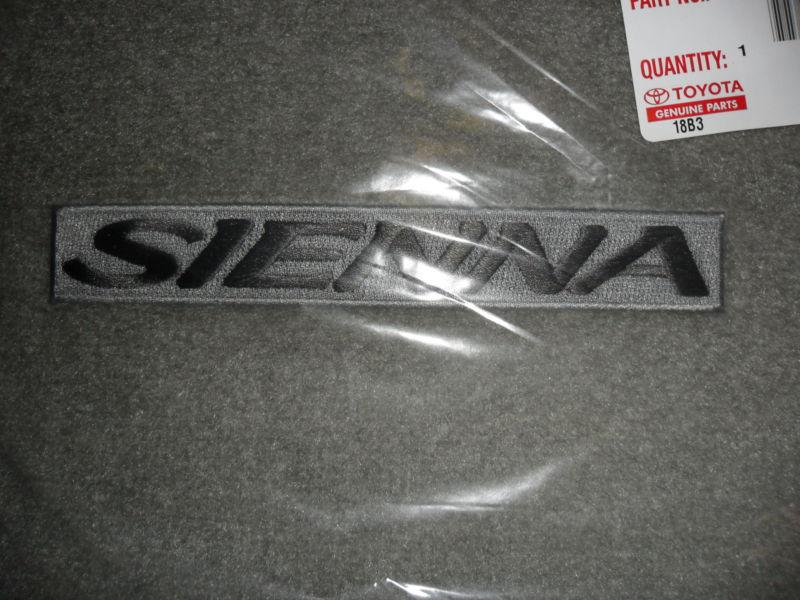 QUANTITY: 1
TOYOTA
GENUINE PARTS
18B3
SIENNA